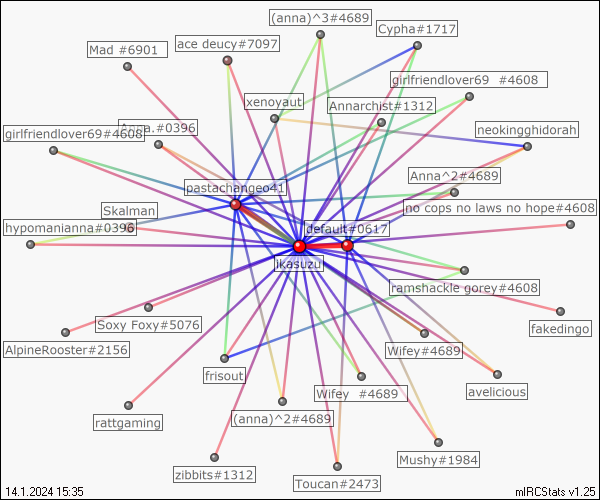 (anna)^3#4689
Cypha#1717
ace deucy#7097
Mad #6901
girlfriendlover69 #4608
xenoyaut
Annarchist#1312
girlfriendlover69#4608
Anna.#0396
neokingghidorah
Anna^2#4689
pastachangeo41
Skalman
no cops no laws no hope#4608
hypomanianna#0396
default#0617
ikasuzu
ramshackle gorey#4608
Soxy Foxy#5076
fakedingo
AlpineRooster#2156
Wifey#4689
frisout
Wifey #4689
avelicious
rattgaming
(anna)^2#4689
Mushy#1984
zibbits#1312
Toucan#2473
14.1.2024 15:35
mIRCStats v1.25